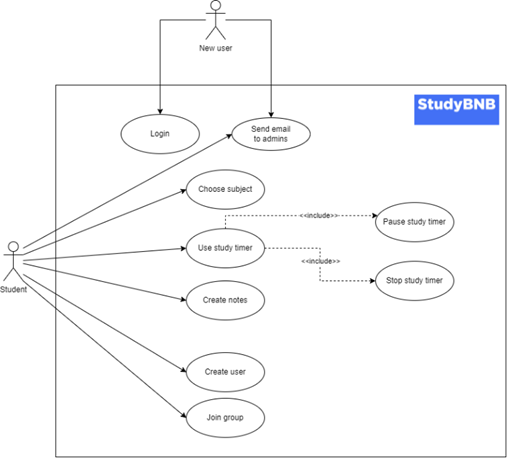 New user
StudyBNB
Login
Send email
to admins
Choose subject
<<include>>
Pause study timer
Use study timer
<<include>>
Stop study timer
Student
Create notes
Create user
Join group